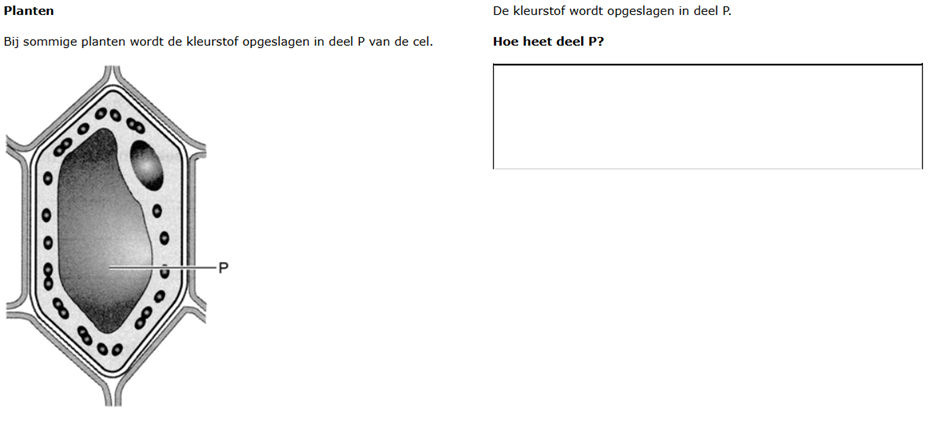 Planten
Bij sommige planten wordt de kleurstof opgeslagen in deel P van de cel.
P
De kleurstof wordt opgeslagen in deel P.
Hoe heet deel P?